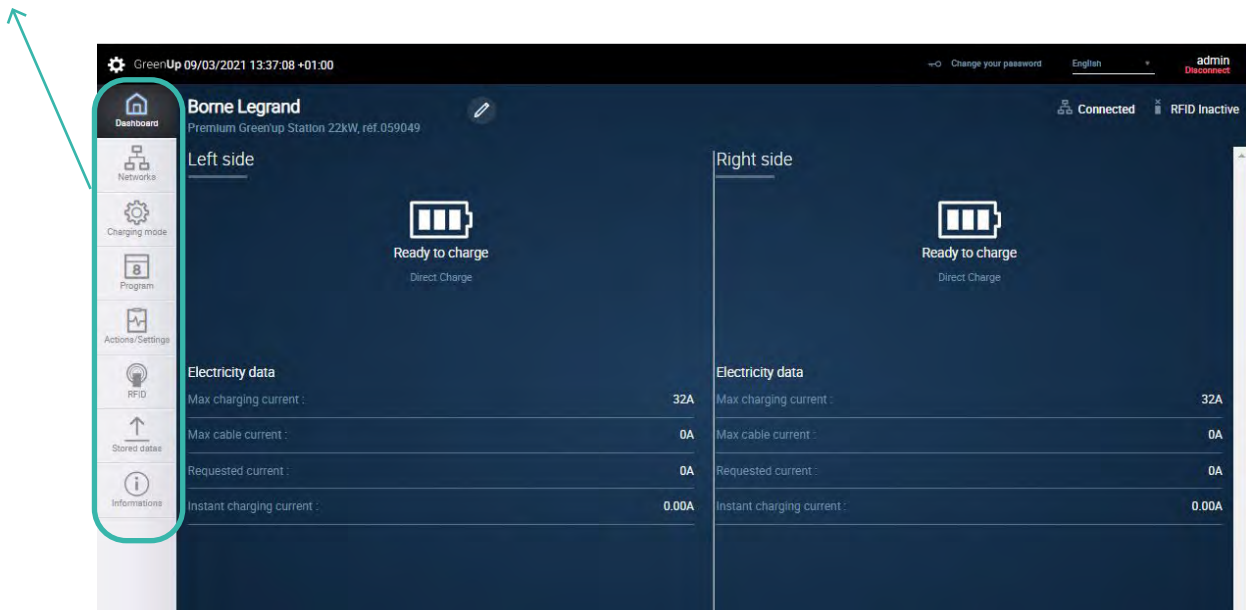 GreenUp 09/03/2021 13:37:08 +01:00
Change your password
English
admin
Disconnect
Dashboard
Networks
Charging mode
8
Program
Actions/Settings
RFID
Stored datas
Informations
Borne Legrand
Premium Green'up Station 22kW, réf.059049
Connected
RFID Inactive
Left side
Ready to charge
Direct Charge
Electricity data
Max charging current : 32A
Max cable current : 0A
Requested current : 0A
Instant charging current : 0.00A
Right side
Ready to charge
Direct Charge
Electricity data
Max charging current : 32A
Max cable current : 0A
Requested current : 0A
Instant charging current : 0.00A